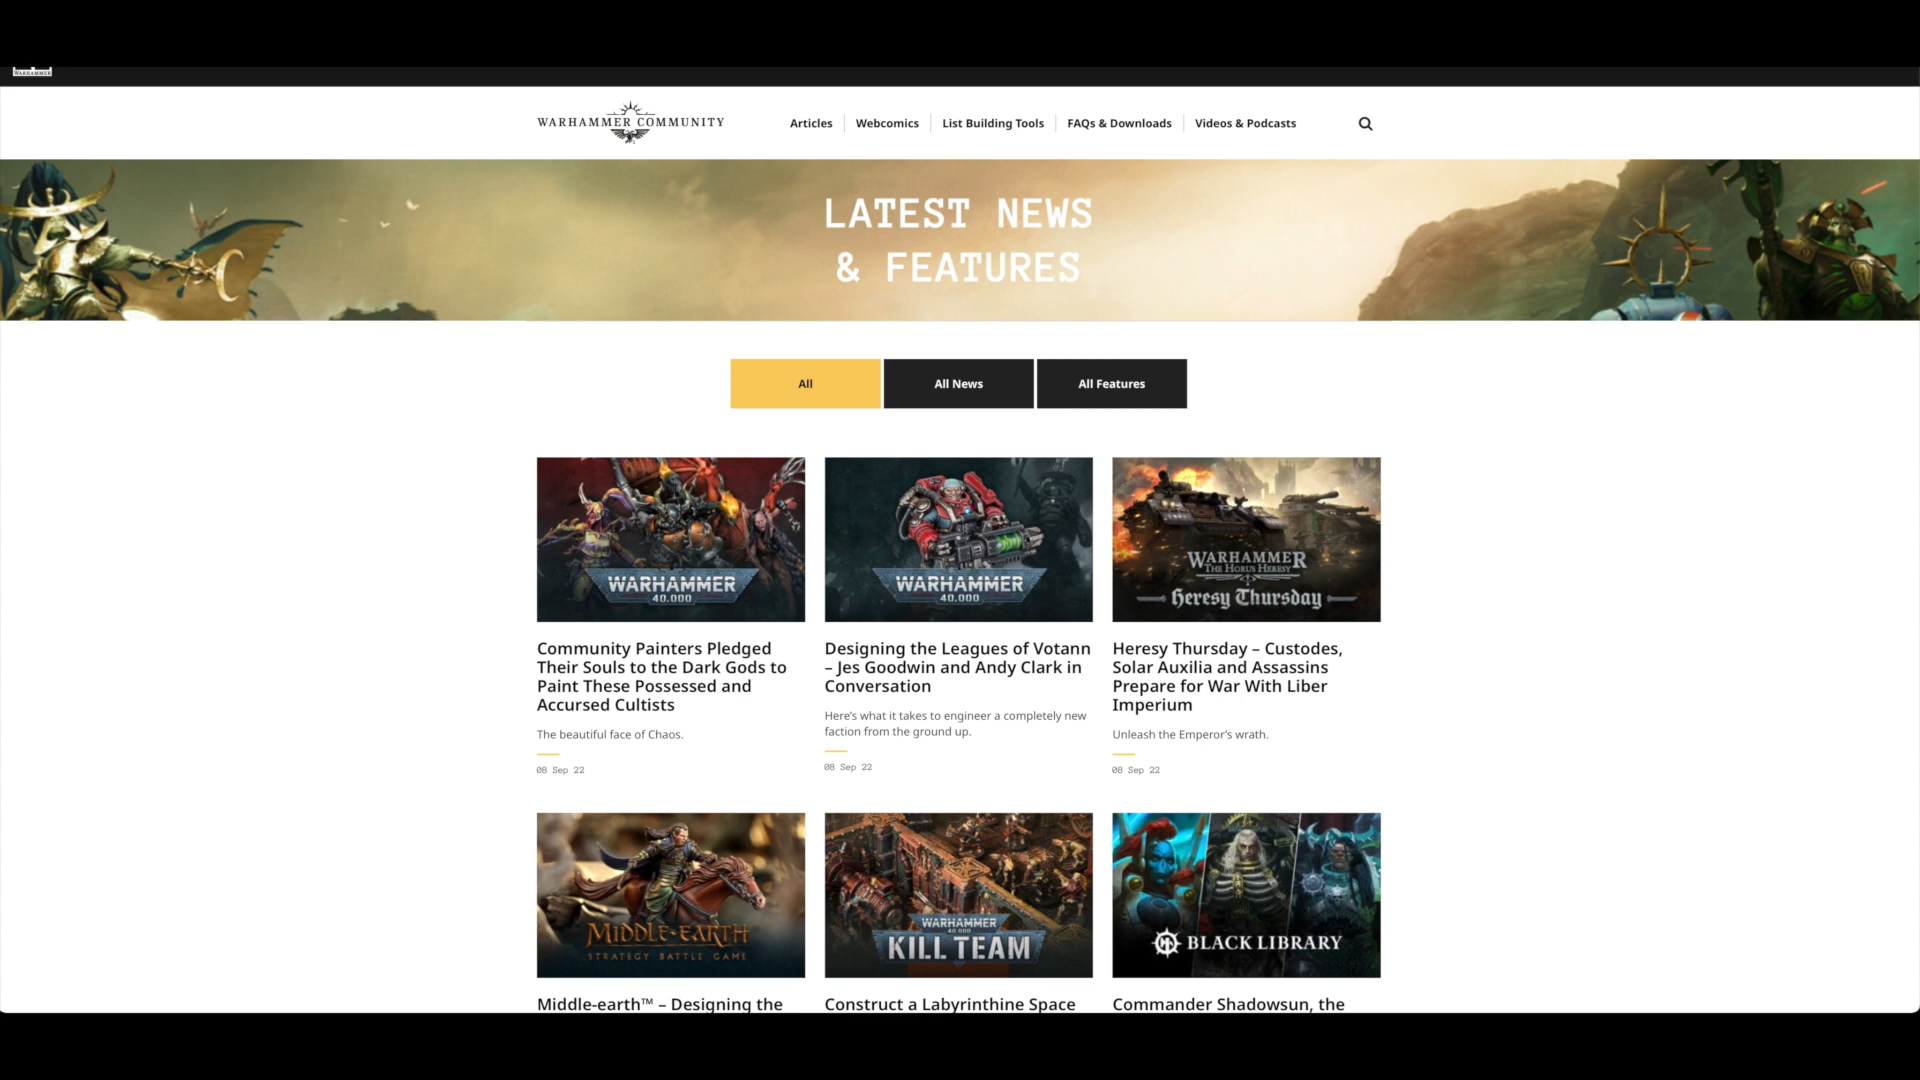 WARHAMMER
WARHAMMER COMMUNITY
Articles
Webcomics
List Building Tools
FAQs & Downloads
Videos & Podcasts
LATEST NEWS
& FEATURES
All
All News
All Features
WARHAMMER
40,000
WARHAMMER
40,000
WARHAMMER
THE HORUS HERESY
Heresy Thursday
Community Painters Pledged
Their Souls to the Dark Gods to
Paint These Possessed and
Accursed Cultists
The beautiful face of Chaos.
08 Sep 22
Designing the Leagues of Votann
– Jes Goodwin and Andy Clark in
Conversation
Here’s what it takes to engineer a completely new
faction from the ground up.
08 Sep 22
Heresy Thursday – Custodes,
Solar Auxilia and Assassins
Prepare for War With Liber
Imperium
Unleash the Emperor’s wrath.
08 Sep 22
MIDDLE-EARTH
STRATEGY BATTLE GAME
WARHAMMER
40,000
KILL TEAM
BLACK LIBRARY
Middle-earth™ – Designing the
Construct a Labyrinthine Space
Commander Shadowsun, the